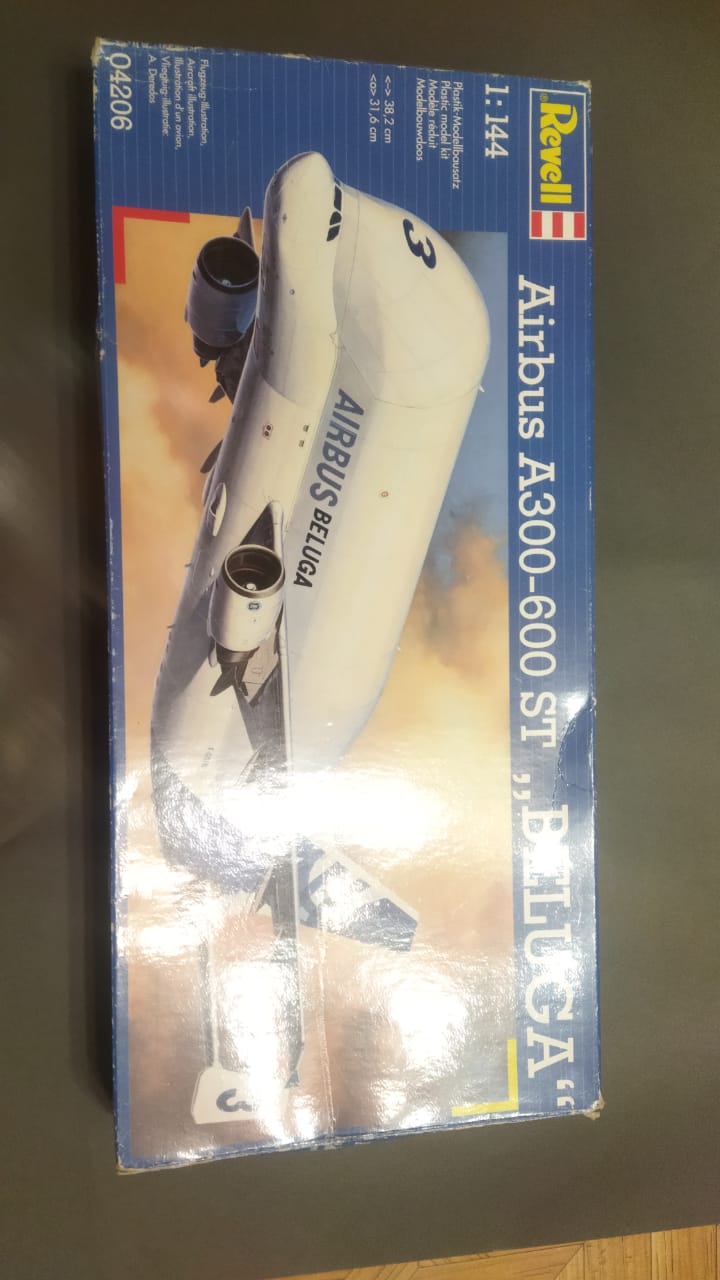 Revell
®
Airbus A300-600 ST „BELUGA“
1:144
Plastik-Modellbausatz
Plastic model kit
Modèle réduit
Modelbouwdoos
<-> 38,2 cm
<o> 31,6 cm
3
AIRBUS BELUGA
3
Flugzeug-Illustration,
Aircraft illustration,
Illustration d'un avion,
Vliegtuig-illustratie:
A. Deredos
04206